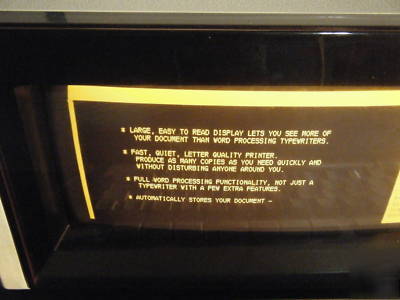 * LARGE, EASY TO READ DISPLAY LETS YOU SEE MORE OF
YOUR DOCUMENT THAN WORD PROCESSING TYPEWRITERS.
* FAST, QUIET, LETTER QUALITY PRINTER.
PRODUCE AS MANY COPIES AS YOU NEED QUICKLY AND
WITHOUT DISTURBING ANYONE AROUND YOU.
* FULL WORD PROCESSING FUNCTIONALITY, NOT JUST A
TYPEWRITER WITH A FEW EXTRA FEATURES.
* AUTOMATICALLY STORES YOUR DOCUMENT -